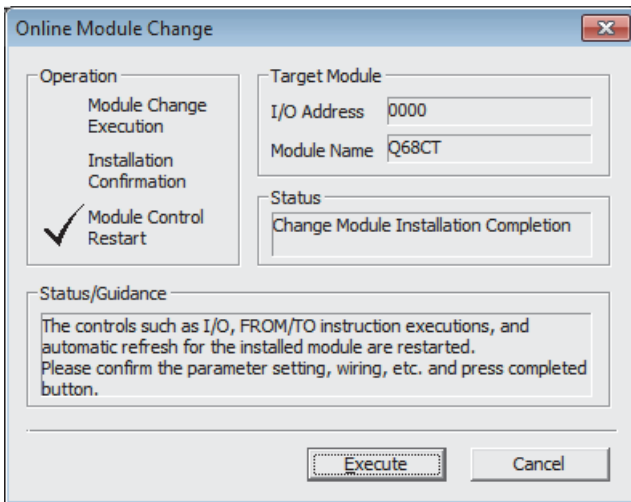 Online Module Change
Operation
Module Change
Execution
Installation
Confirmation
Module Control
Restart
Target Module
I/O Address
0000
Module Name
Q68CT
Status
Change Module Installation Completion
Status/Guidance
The controls such as I/O, FROM/TO instruction executions, and
automatic refresh for the installed module are restarted.
Please confirm the parameter setting, wiring, etc. and press completed
button.
Execute
Cancel